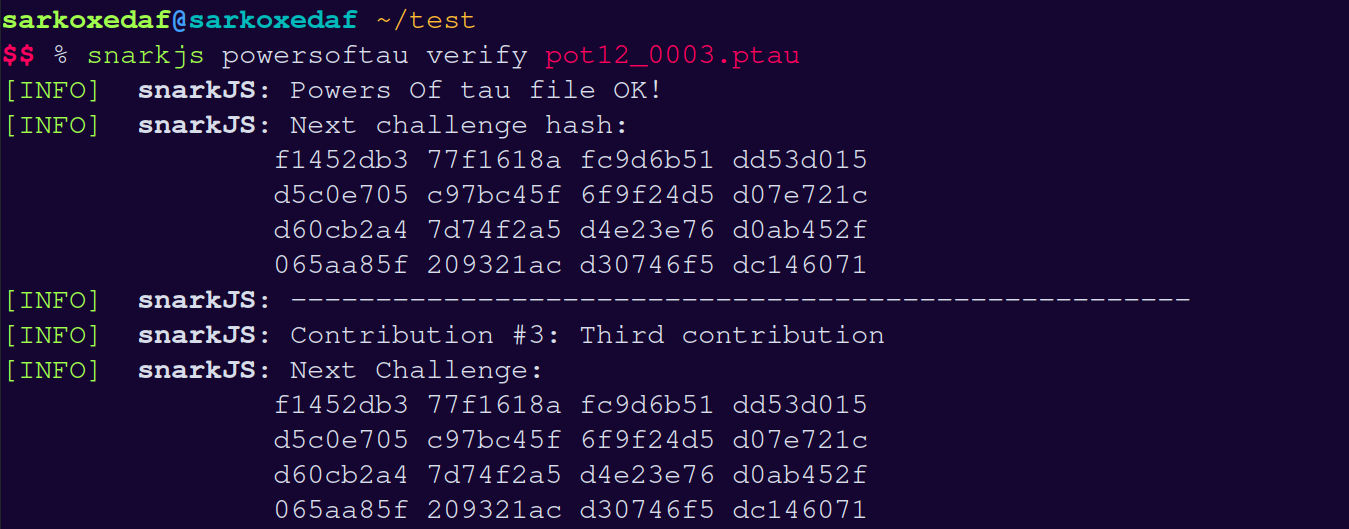 sarkoxedaf@sarkoxedaf ~/test
$$ % snarkjs powersoftau verify pot12_0003.ptau
[INFO]  snarkJS: Powers Of tau file OK!
[INFO]  snarkJS: Next challenge hash:
f1452db3 77f1618a fc9d6b51 dd53d015
d5c0e705 c97bc45f 6f9f24d5 d07e721c
d60cb2a4 7d74f2a5 d4e23e76 d0ab452f
065aa85f 209321ac d30746f5 dc146071
[INFO]  snarkJS: -----------------------------------------------------
[INFO]  snarkJS: Contribution #3: Third contribution
[INFO]  snarkJS: Next Challenge:
f1452db3 77f1618a fc9d6b51 dd53d015
d5c0e705 c97bc45f 6f9f24d5 d07e721c
d60cb2a4 7d74f2a5 d4e23e76 d0ab452f
065aa85f 209321ac d30746f5 dc146071